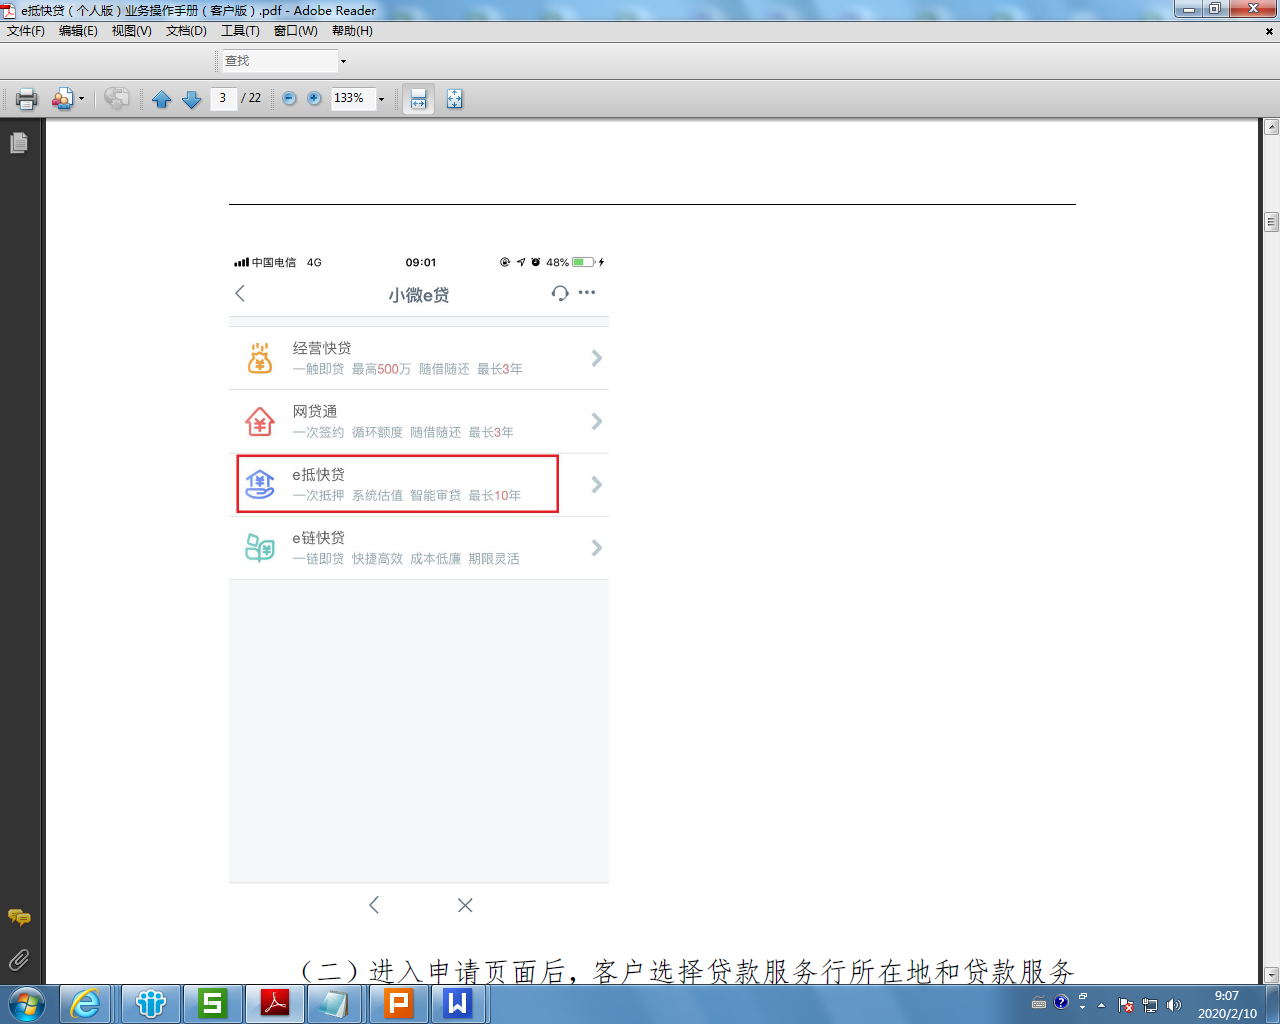 e抵快贷（个人版）业务操作手册（客户版）.pdf - Adobe Reader
文件(F) 编辑(E) 视图(V) 文档(D) 工具(T) 窗口(W) 帮助(H)
查找
3 / 22 133%
中国电信 4G 09:01 48%
小微e贷
经营快贷
一触即贷 最高500万 随借随还 最长3年
网贷通
一次签约 循环额度 随借随还 最长3年
e抵快贷
一次抵押 系统估值 智能审贷 最长10年
e链快贷
一链即贷 快捷高效 成本低廉 期限灵活
（二）进入申请页面后，客户选择贷款服务行所在地和贷款服务
9:07
2020/2/10